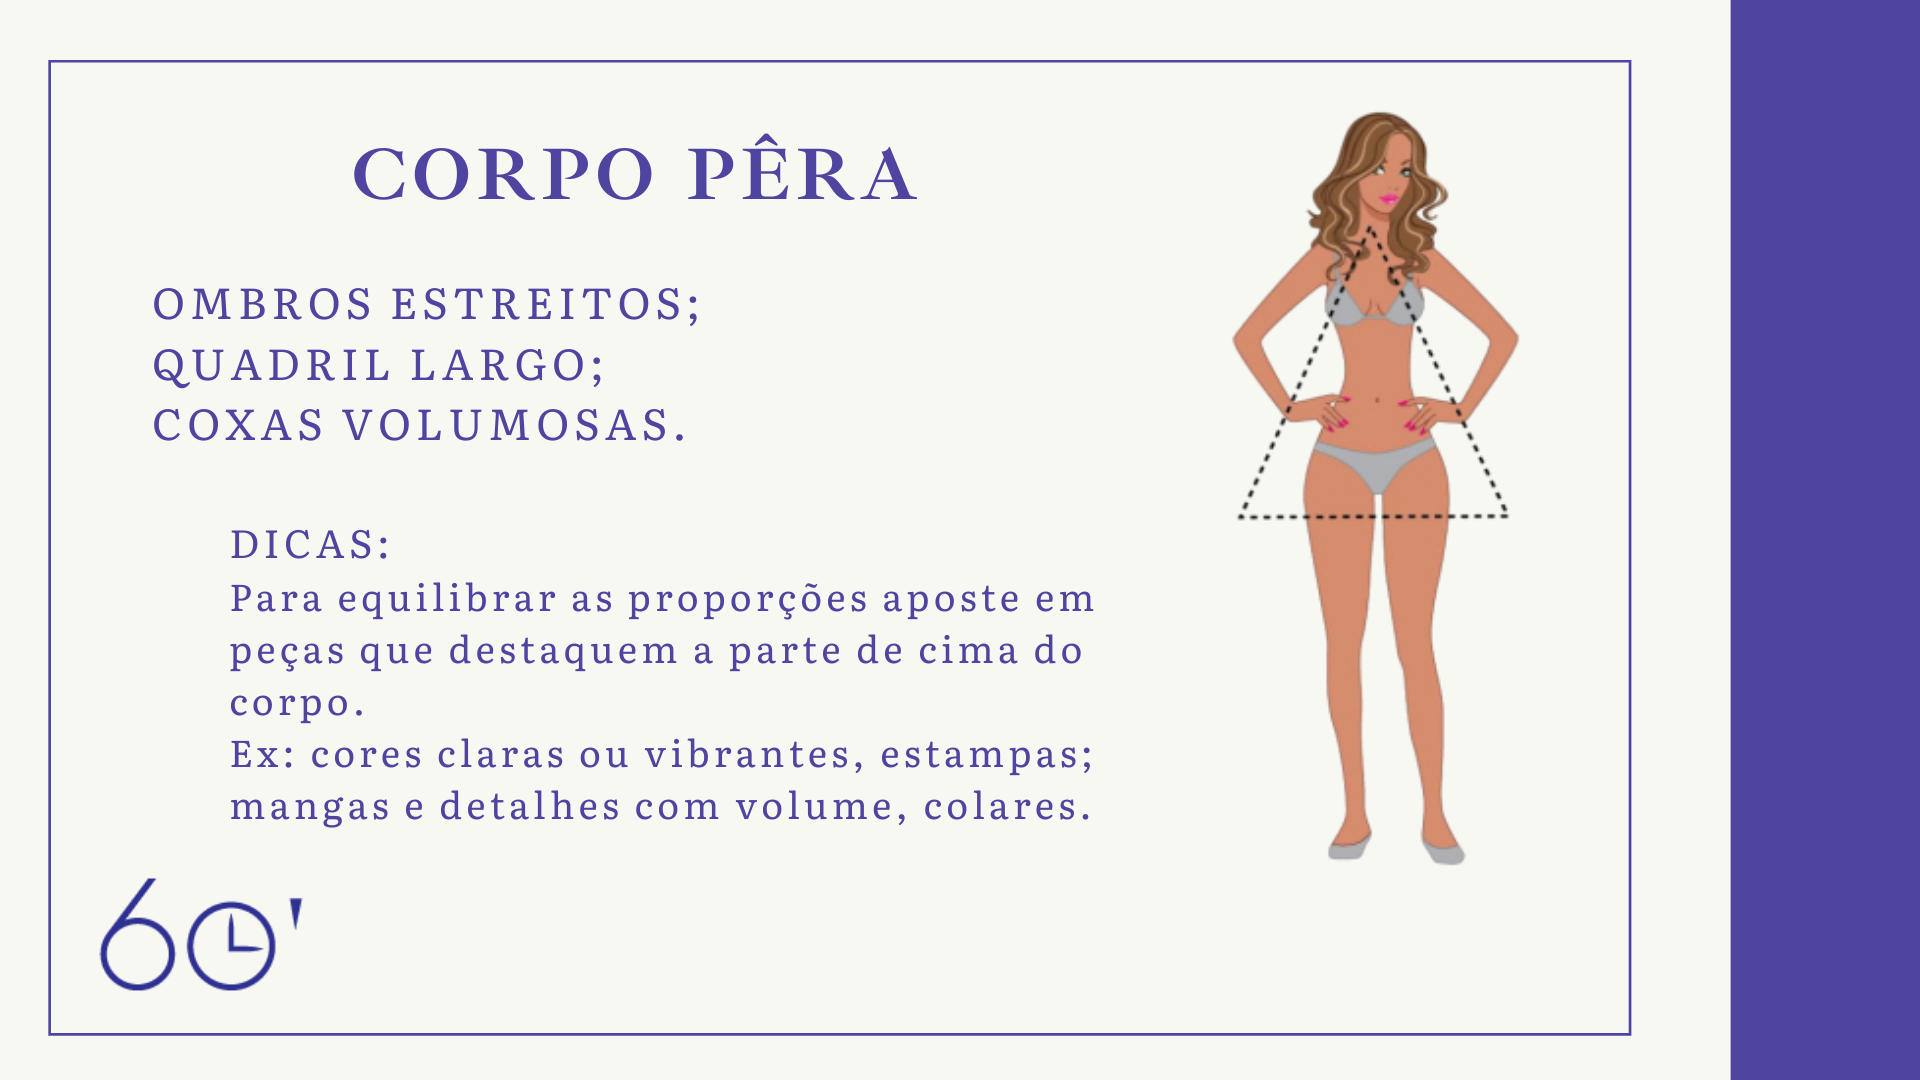 CORPO PÊRA
OMBROS ESTREITOS;
QUADRIL LARGO;
COXAS VOLUMOSAS.
DICAS:
Para equilibrar as proporções aposte em
peças que destaquem a parte de cima do
corpo.
Ex: cores claras ou vibrantes, estampas;
mangas e detalhes com volume, colares.
60'